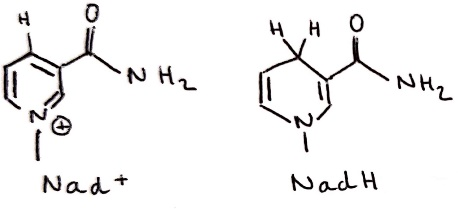 H O
N H₂
N ⊕
Nad⁺
H H O
NH₂
N
NadH